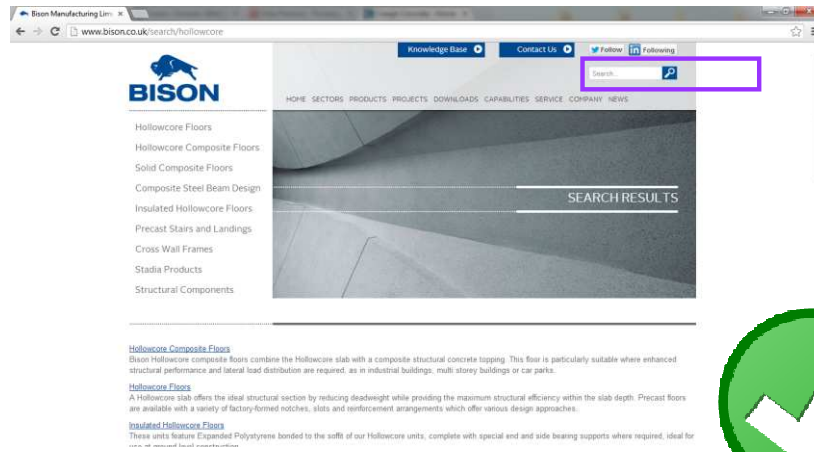 Bison Manufacturing Lim
www.bison.co.uk/search/hollowcore
Knowledge Base
Contact Us
Follow
in Following
Search...
BISON
HOME SECTORS PRODUCTS PROJECTS DOWNLOADS CAPABILITIES SERVICE COMPANY NEWS
Hollowcore Floors
Hollowcore Composite Floors
Solid Composite Floors
Composite Steel Beam Design
Insulated Hollowcore Floors
Precast Stairs and Landings
Cross Wall Frames
Stadia Products
Structural Components
SEARCH RESULTS
Hollowcore Composite Floors
Bison Hollowcore composite floors combine the Hollowcore slab with a composite structural concrete topping. This floor is particularly suitable where enhanced
structural performance and lateral load distribution are required, as in industrial buildings, multi storey buildings or car parks.
Hollowcore Floors
A Hollowcore slab offers the ideal structural section by reducing deadweight while providing the maximum structural efficiency within the slab depth. Precast floors
are available with a variety of factory-formed notches, slots and reinforcement arrangements which offer various design approaches.
Insulated Hollowcore Floors
These units feature Expanded Polystyrene bonded to the soffit of our Hollowcore units, complete with special end and side bearing supports where required, ideal for
use at ground level construction